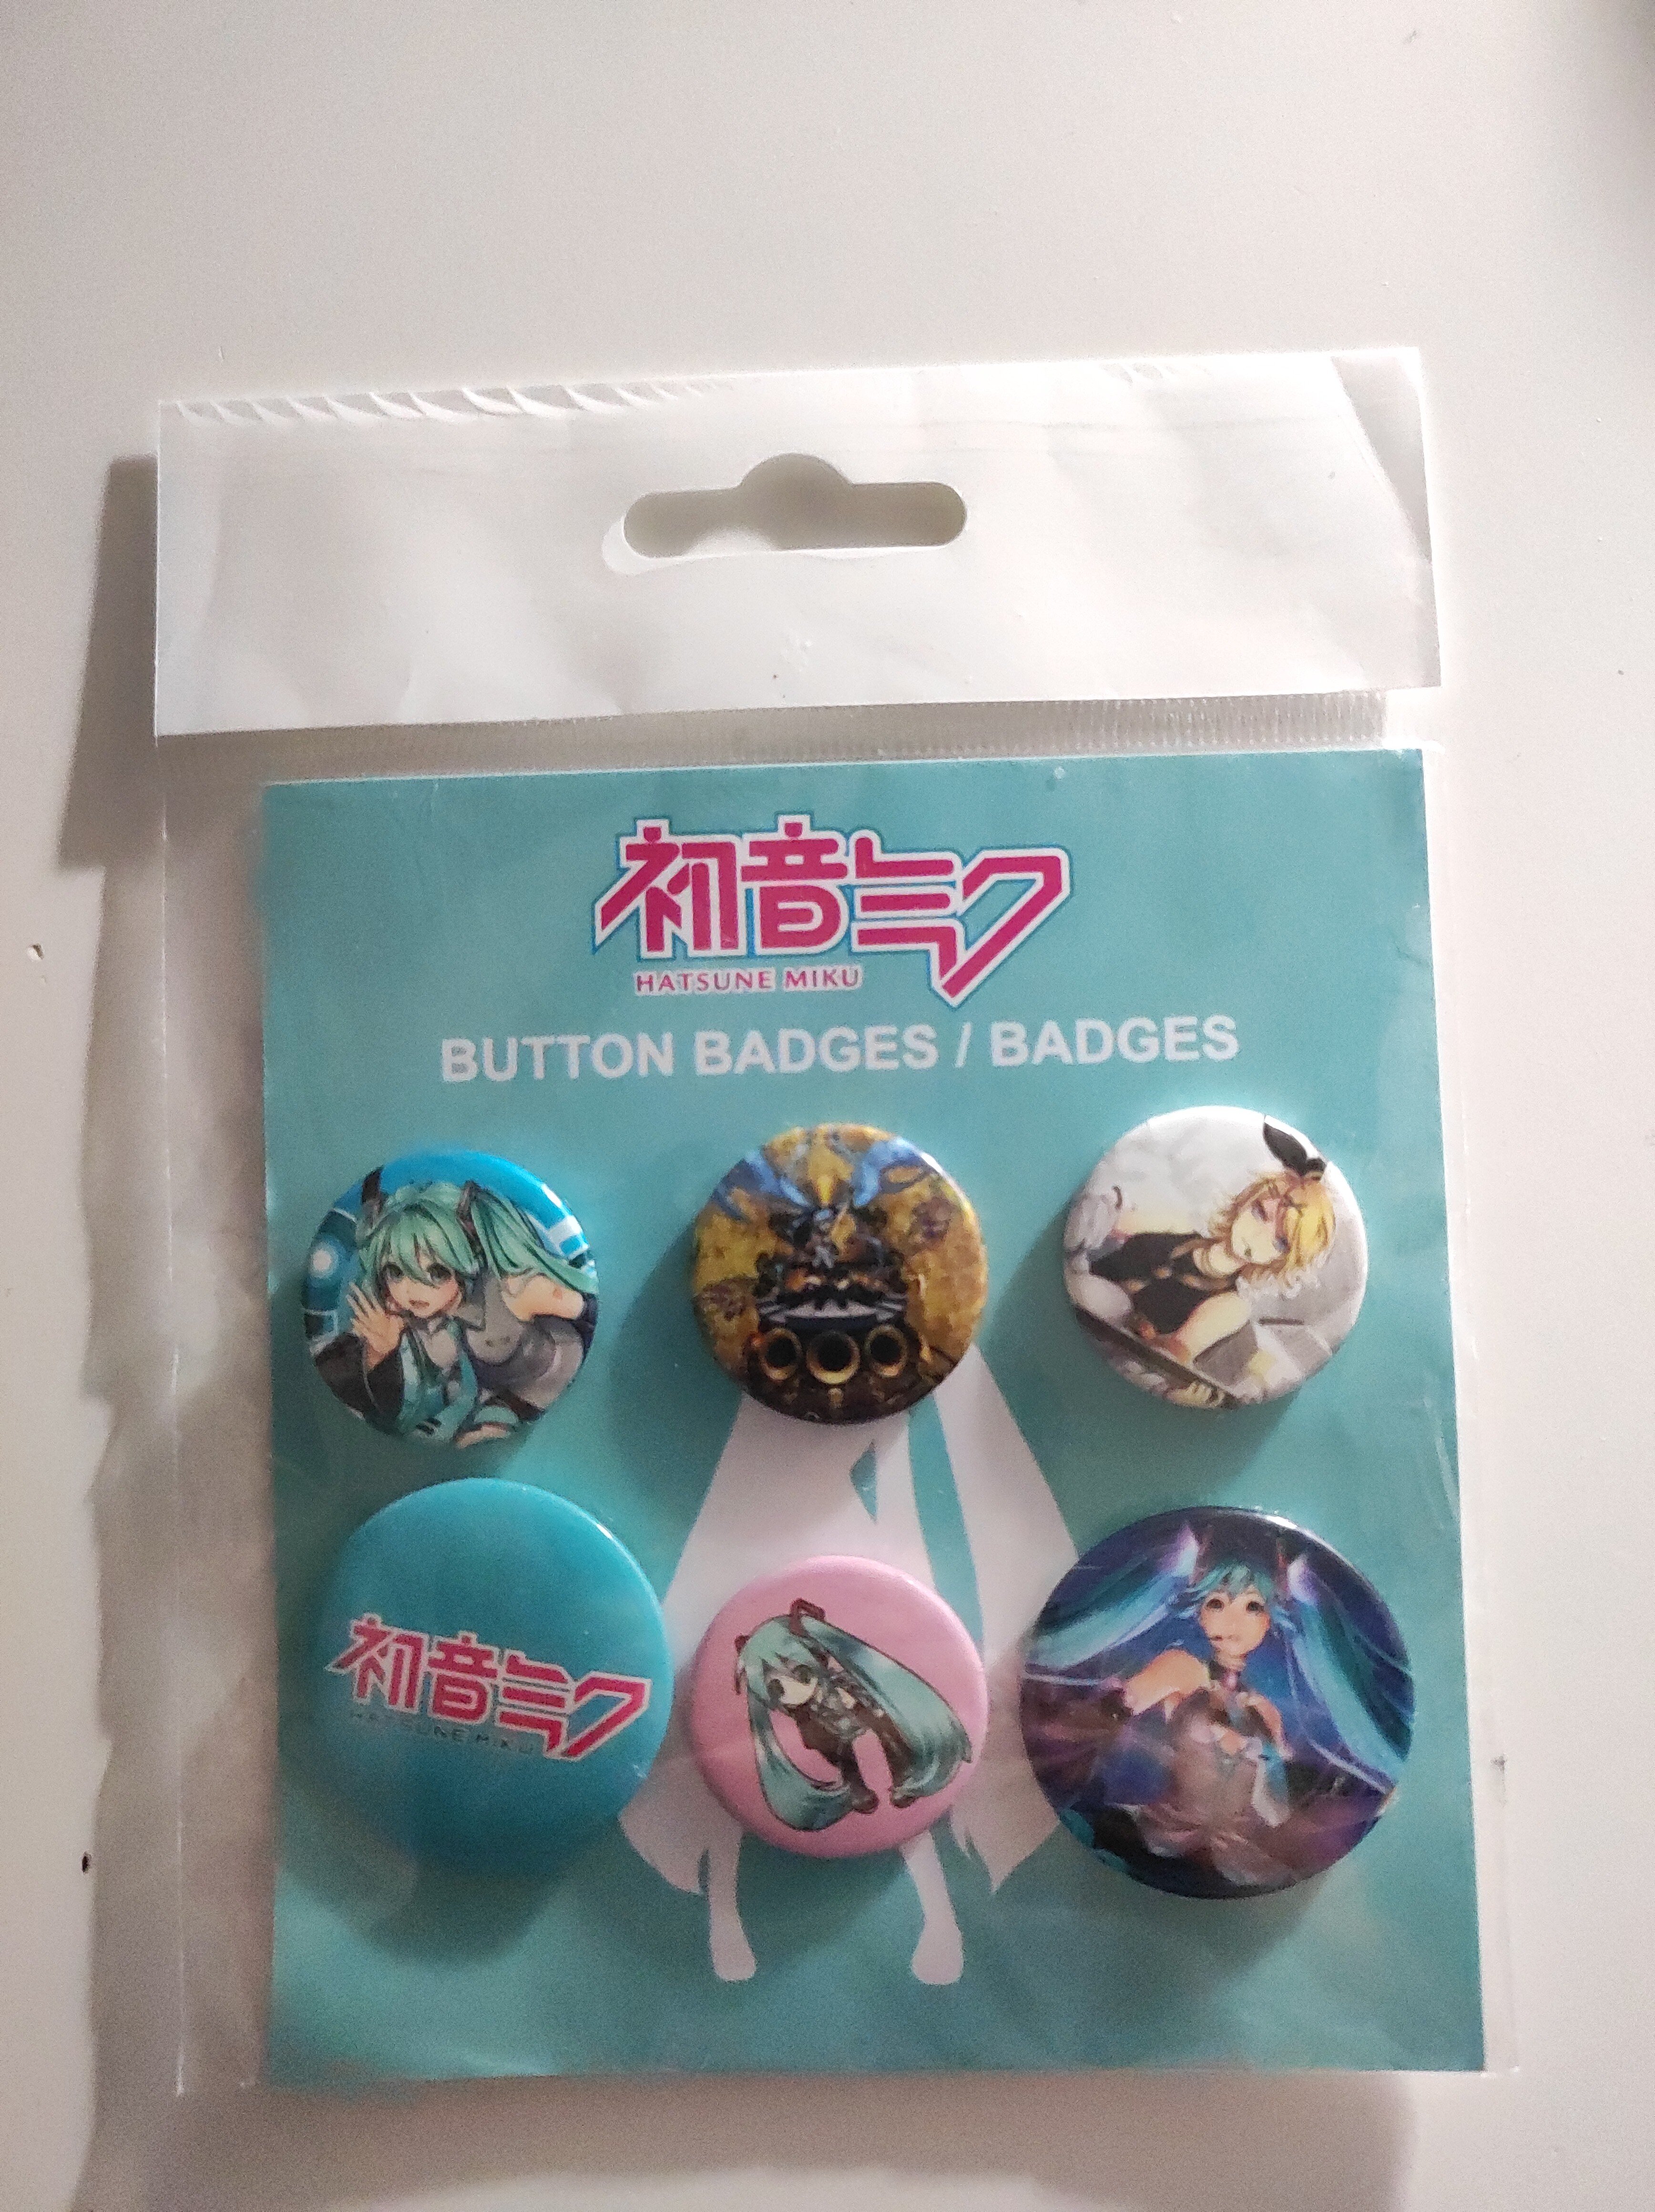 初音ミク
HATSUNE MIKU
BUTTON BADGES / BADGES
初音ミク
HATSUNE MIKU